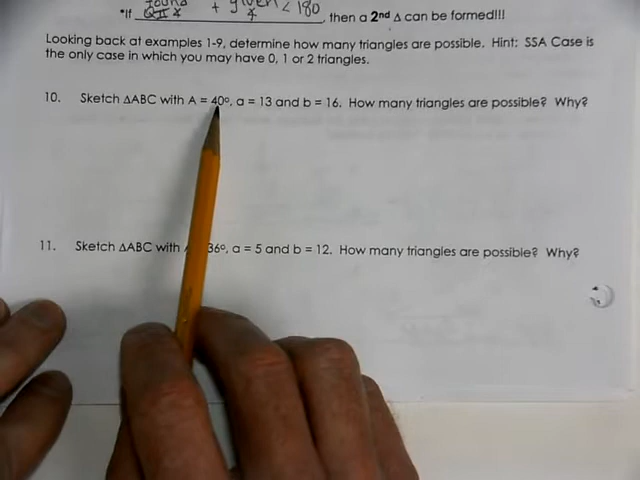 found + given < 180
*If QII ∡ ∡, then a 2nd Δ can be formed!!!
Looking back at examples 1-9, determine how many triangles are possible. Hint: SSA Case is
the only case in which you may have 0, 1 or 2 triangles.
10. Sketch ΔABC with A = 40°, a = 13 and b = 16. How many triangles are possible? Why?
11. Sketch ΔABC with 36°, a = 5 and b = 12. How many triangles are possible? Why?